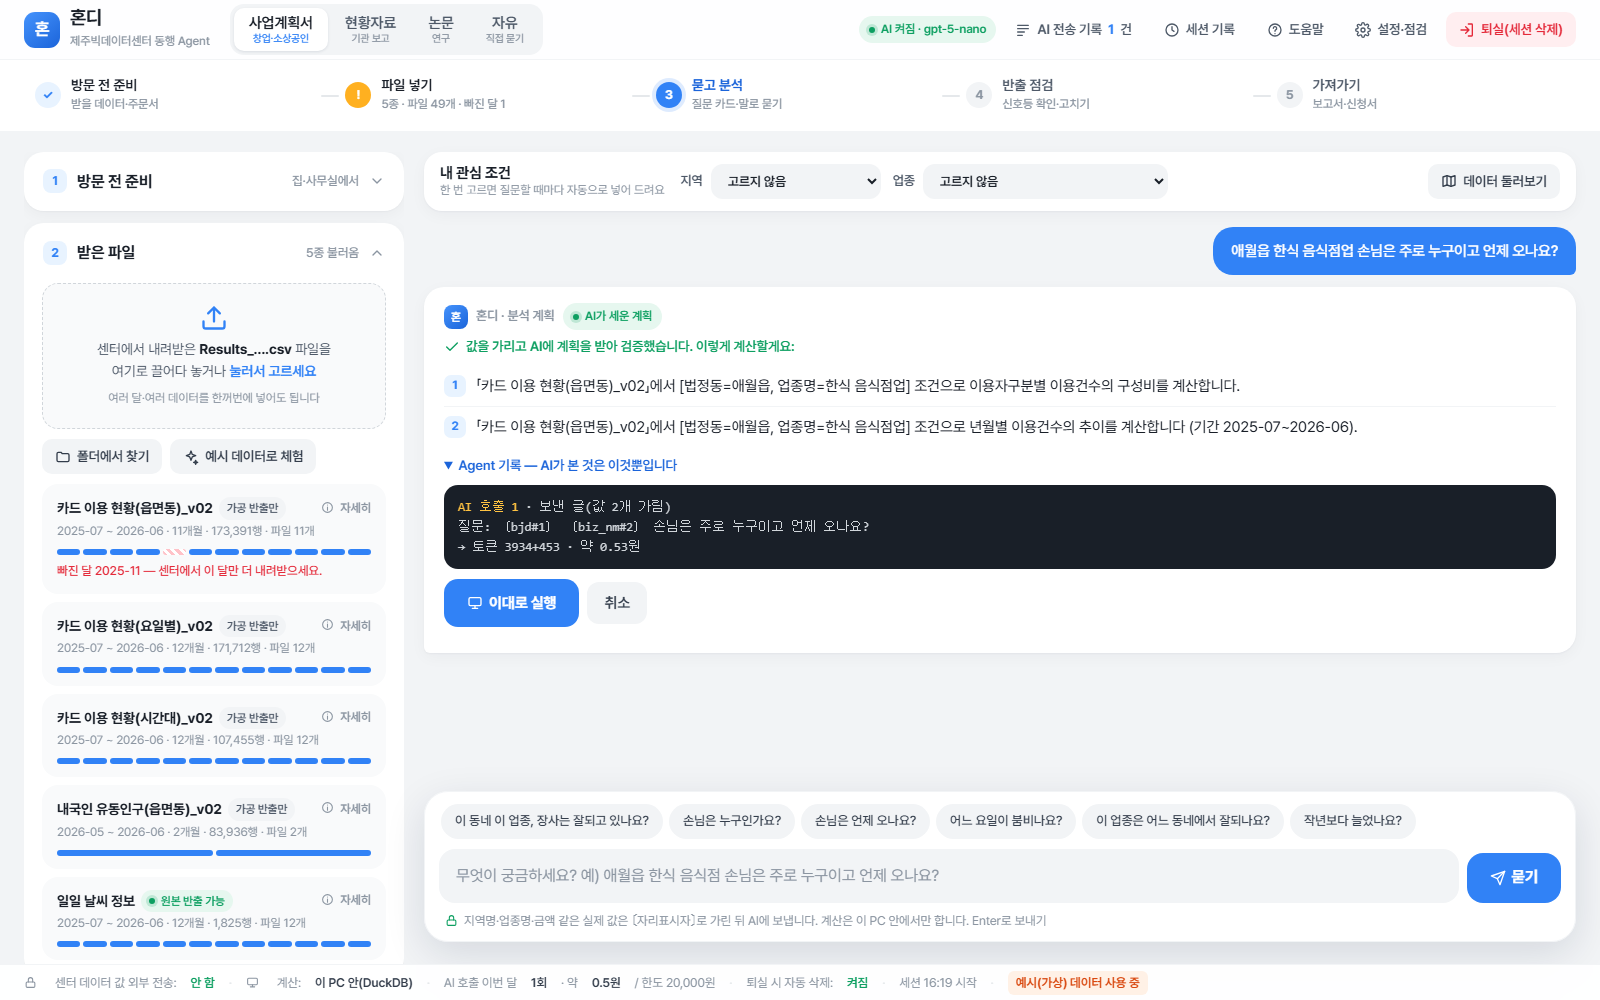 혼
혼디
제주빅데이터센터 동행 Agent
사업계획서
창업·소상공인
현황자료
기관 보고
논문
연구
자유
직접 묻기
AI 켜짐 · gpt-5-nano
AI 전송 기록 1 건
세션 기록
도움말
설정·점검
퇴실(세션 삭제)
방문 전 준비
받을 데이터·주문서
!
파일 넣기
5종 · 파일 49개 · 빠진 달 1
3
묻고 분석
질문 카드·말로 묻기
4
반출 점검
신호등 확인·고치기
5
가져가기
보고서·신청서
1 방문 전 준비 집·사무실에서
2 받은 파일 5종 불러옴
센터에서 내려받은 Results_....csv 파일을
여기로 끌어다 놓거나 눌러서 고르세요
여러 달·여러 데이터를 한꺼번에 넣어도 됩니다
폴더에서 찾기
예시 데이터로 체험
카드 이용 현황(읍면동)_v02 가공 반출만 자세히
2025-07 ~ 2026-06 · 11개월 · 173,391행 · 파일 11개
빠진 달 2025-11 — 센터에서 이 달만 더 내려받으세요.
카드 이용 현황(요일별)_v02 가공 반출만 자세히
2025-07 ~ 2026-06 · 12개월 · 171,712행 · 파일 12개
카드 이용 현황(시간대)_v02 가공 반출만 자세히
2025-07 ~ 2026-06 · 12개월 · 107,455행 · 파일 12개
내국인 유동인구(읍면동)_v02 가공 반출만 자세히
2026-05 ~ 2026-06 · 2개월 · 83,936행 · 파일 2개
일일 날씨 정보 원본 반출 가능 자세히
2025-07 ~ 2026-06 · 12개월 · 1,825행 · 파일 12개
내 관심 조건
한 번 고르면 질문할 때마다 자동으로 넣어 드려요
지역 고르지 않음
업종 고르지 않음
데이터 둘러보기
애월읍 한식 음식점업 손님은 주로 누구이고 언제 오나요?
혼 혼디 · 분석 계획 AI가 세운 계획
값을 가리고 AI에 계획을 받아 검증했습니다. 이렇게 계산할게요:
1 「카드 이용 현황(읍면동)_v02」에서 [법정동=애월읍, 업종명=한식 음식점업] 조건으로 이용자구분별 이용건수의 구성비를 계산합니다.
2 「카드 이용 현황(읍면동)_v02」에서 [법정동=애월읍, 업종명=한식 음식점업] 조건으로 년월별 이용건수의 추이를 계산합니다 (기간 2025-07~2026-06).
▼ Agent 기록 — AI가 본 것은 이것뿐입니다
AI 호출 1 · 보낸 글(값 2개 가림)
질문: 〔bjd#1〕 〔biz_nm#2〕 손님은 주로 누구이고 언제 오나요?
→ 토큰 3934+453 · 약 0.53원
이대로 실행
취소
이 동네 이 업종, 장사는 잘되고 있나요?
손님은 누구인가요?
손님은 언제 오나요?
어느 요일이 붐비나요?
이 업종은 어느 동네에서 잘되나요?
작년보다 늘었나요?
무엇이 궁금하세요? 예) 애월읍 한식 음식점 손님은 주로 누구이고 언제 오나요?
묻기
지역명·업종명·금액 같은 실제 값은 〔자리표시자〕로 가린 뒤 AI에 보냅니다. 계산은 이 PC 안에서만 합니다. Enter로 보내기
센터 데이터 값 외부 전송: 안 함 · 계산: 이 PC 안(DuckDB) · AI 호출 이번 달 1회 · 약 0.5원 / 한도 20,000원 · 퇴실 시 자동 삭제: 켜짐 · 세션 16:19 시작 · 예시(가상) 데이터 사용 중